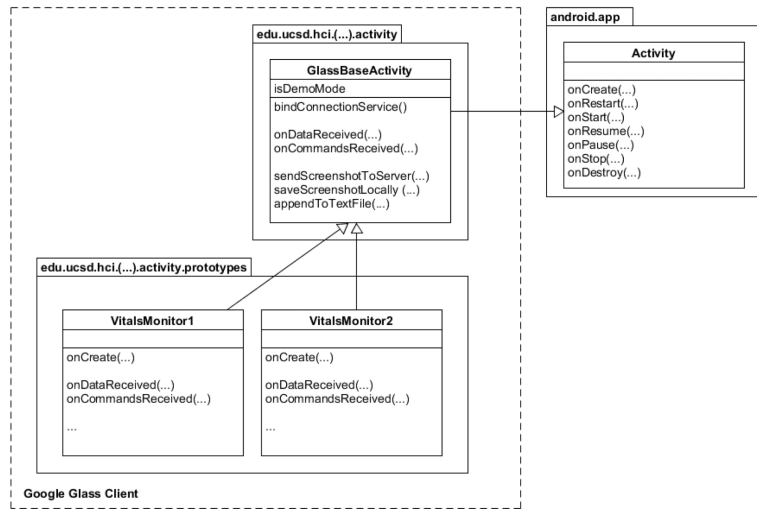 edu.ucsd.hci.(...).activity
GlassBaseActivity
isDemoMode
bindConnectionService()
onDataReceived(...)
onCommandsReceived(...)
sendScreenshotToServer(...)
saveScreenshotLocally (...)
appendToTextFile(...)
android.app
Activity
onCreate(...)
onRestart(...)
onStart(...)
onResume(...)
onPause(...)
onStop(...)
onDestroy(...)
edu.ucsd.hci.(...).activity.prototypes
VitalsMonitor1
onCreate(...)
onDataReceived(...)
onCommandsReceived(...)
...
VitalsMonitor2
onCreate(...)
onDataReceived(...)
onCommandsReceived(...)
...
Google Glass Client